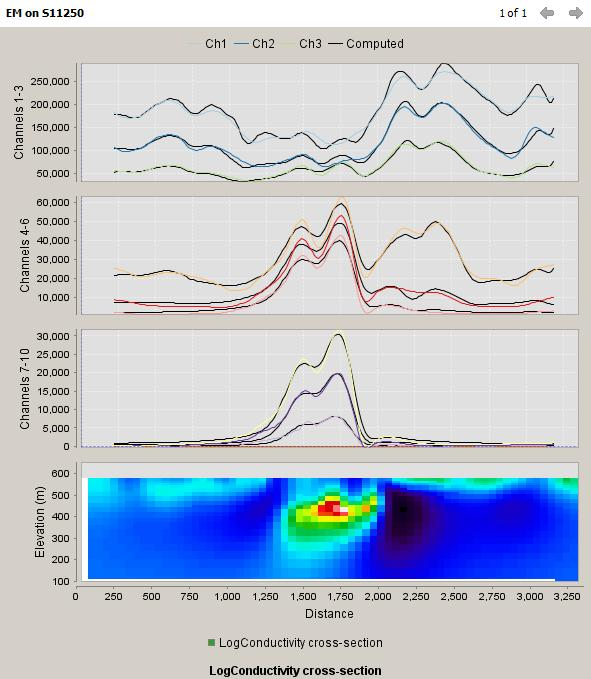 EM on S11250
1 of 1
Ch1 Ch2 Ch3 Computed
Channels 1-3
250,000
200,000
150,000
100,000
50,000
Channels 4-6
60,000
50,000
40,000
30,000
20,000
10,000
Channels 7-10
30,000
25,000
20,000
15,000
10,000
5,000
0
Elevation (m)
600
500
400
300
200
100
0 250 500 750 1,000 1,250 1,500 1,750 2,000 2,250 2,500 2,750 3,000 3,250
Distance
LogConductivity cross-section
LogConductivity cross-section